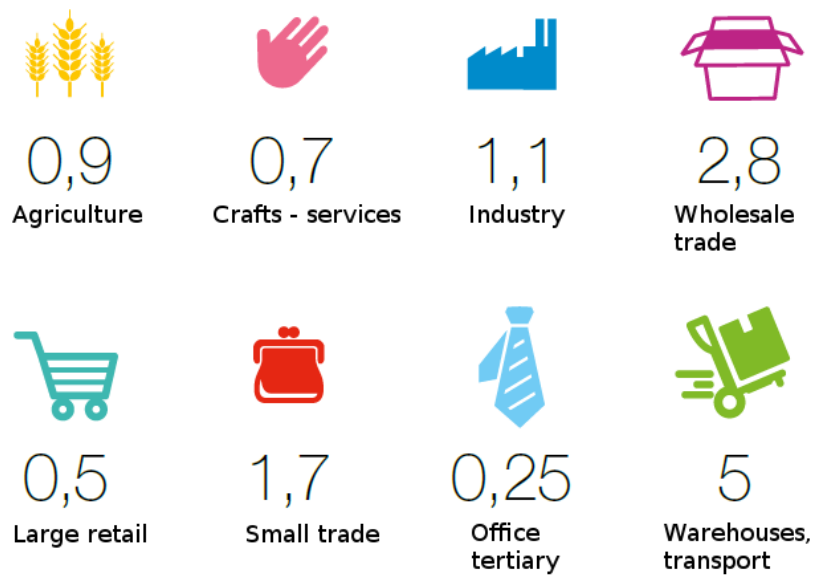 0,9
0,7
1,1
2,8
Agriculture
Crafts - services
Industry
Wholesale
trade
0,5
1,7
0,25
5
Large retail
Small trade
Office
tertiary
Warehouses,
transport